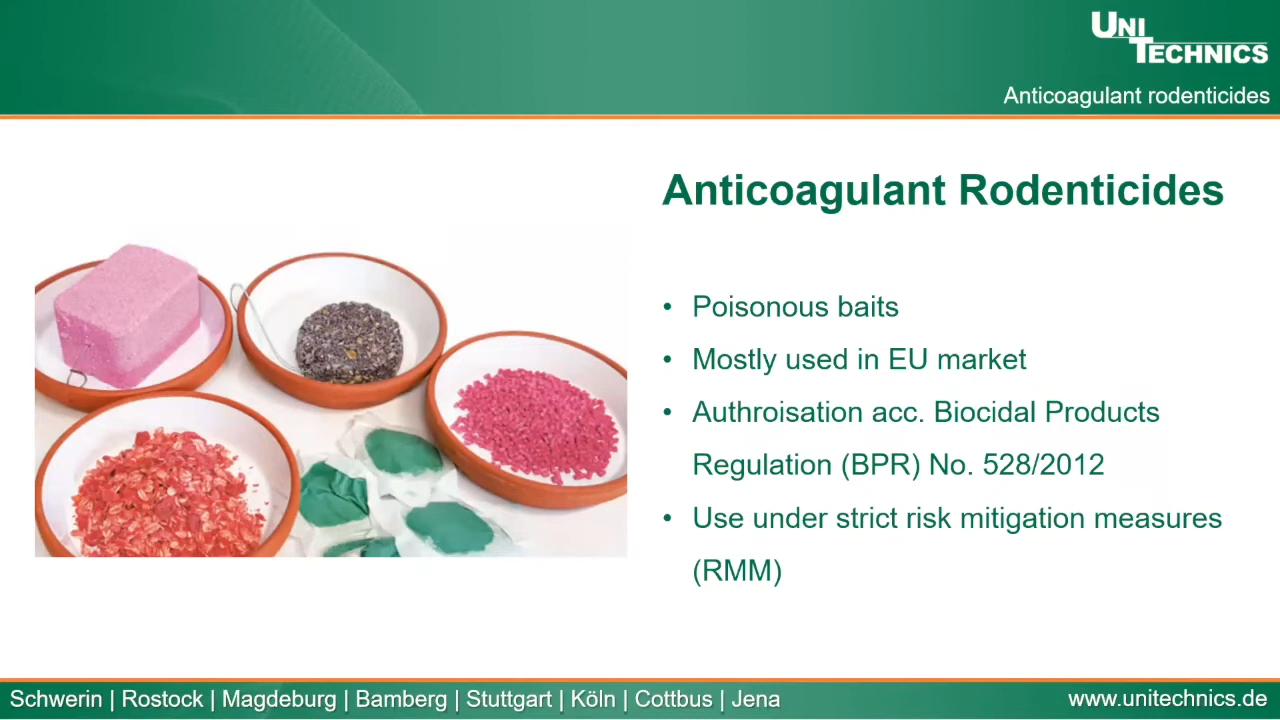 UNI
TECHNICS
Anticoagulant rodenticides
Anticoagulant Rodenticides
• Poisonous baits
• Mostly used in EU market
• Authroisation acc. Biocidal Products
Regulation (BPR) No. 528/2012
• Use under strict risk mitigation measures
(RMM)
Schwerin | Rostock | Magdeburg | Bamberg | Stuttgart | Köln | Cottbus | Jena
www.unitechnics.de